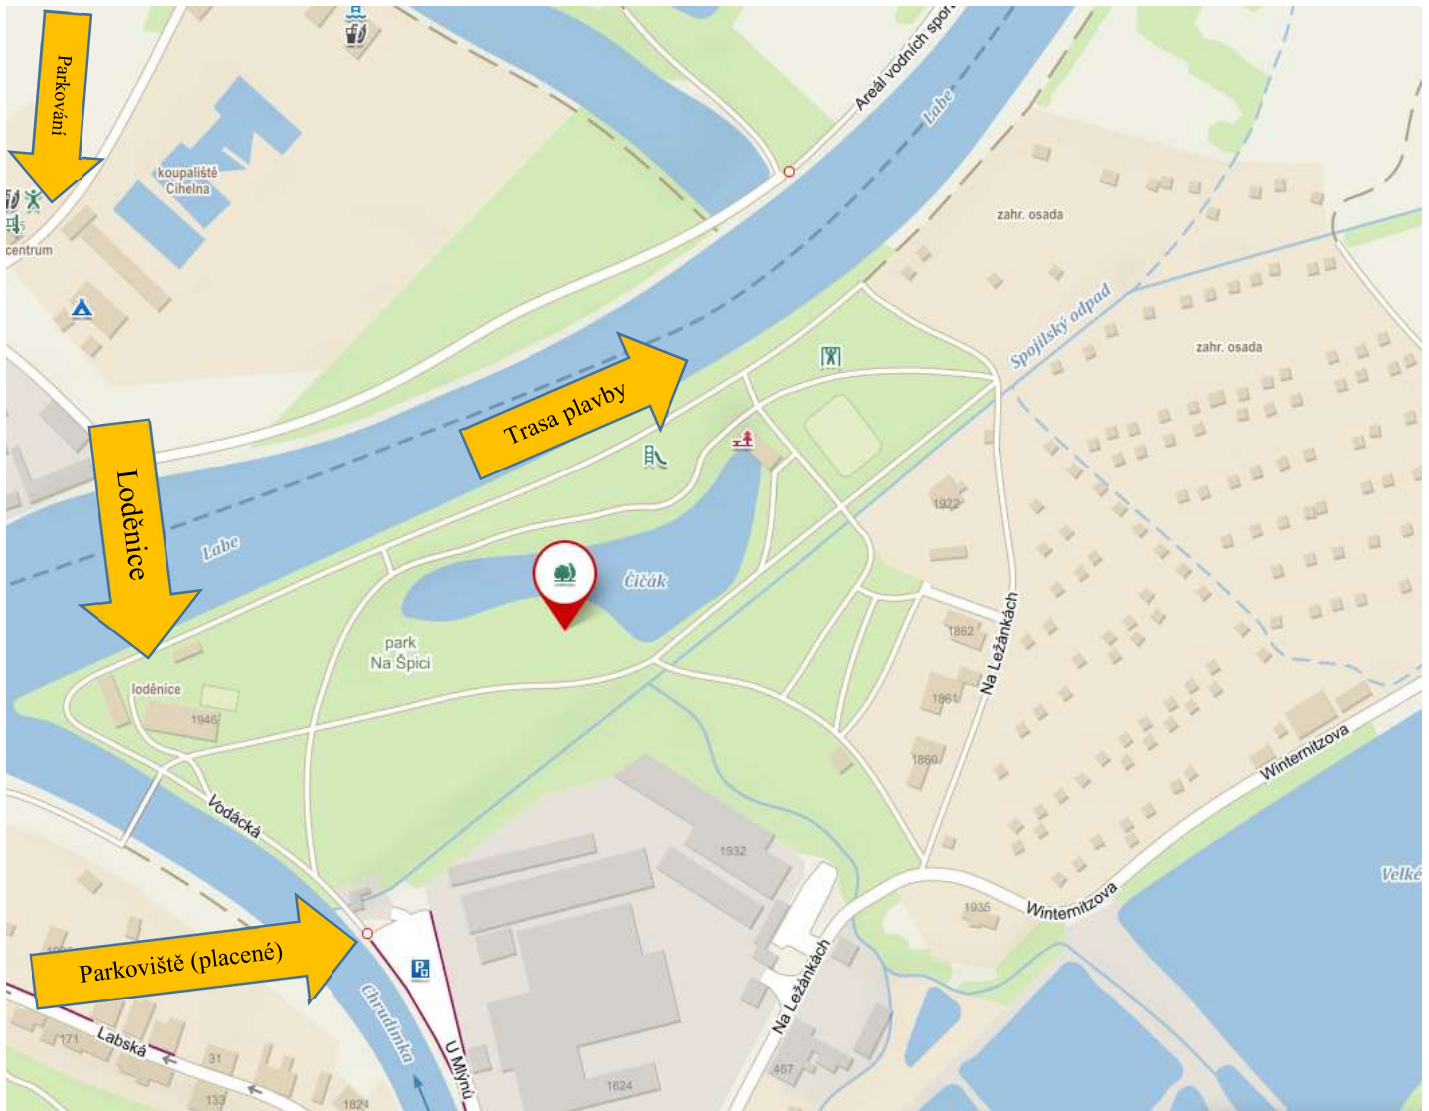 Parkování
Areál vodních sport
Labe
koupaliště
Cihelna
centrum
zahr. osada
Spojilský odpad
zahr. osada
Trasa plavby
Loděnice
Labe
Čičák
park
Na Špici
loděnice
1946
1922
1862
1861
1860
Na Ležánkách
Winternitzova
Vodácká
1932
Velké
1935
Winternitzova
Parkoviště (placené)
P
Na Ležánkách
Chrudimka
U Mlýnů
Labská
171
31
133
1824
1624
467